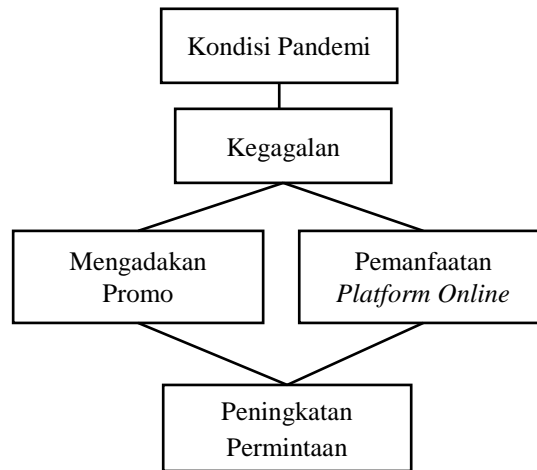 Kondisi Pandemi
Kegagalan
Mengadakan
Promo
Pemanfaatan
Platform Online
Peningkatan
Permintaan